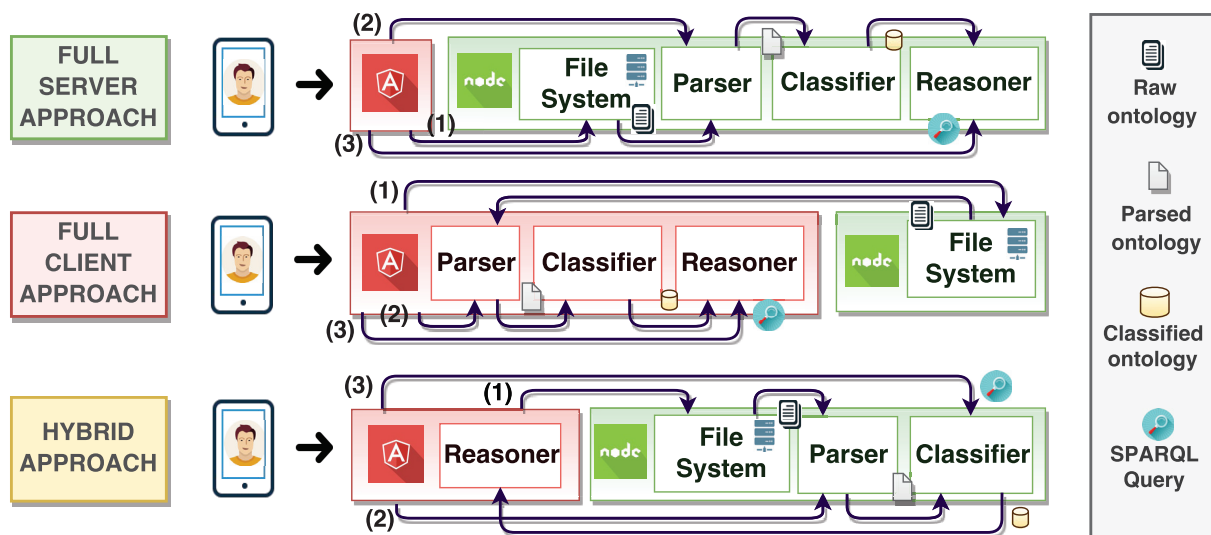 FULL
SERVER
APPROACH
(2)
(1)
(3)
node
File
System
Parser
Classifier
Reasoner
FULL
CLIENT
APPROACH
(1)
(2)
(3)
Parser
Classifier
Reasoner
node
File
System
HYBRID
APPROACH
(3)
(1)
(2)
Reasoner
node
File
System
Parser
Classifier
Raw
ontology
Parsed
ontology
Classified
ontology
SPARQL
Query
A
A
A